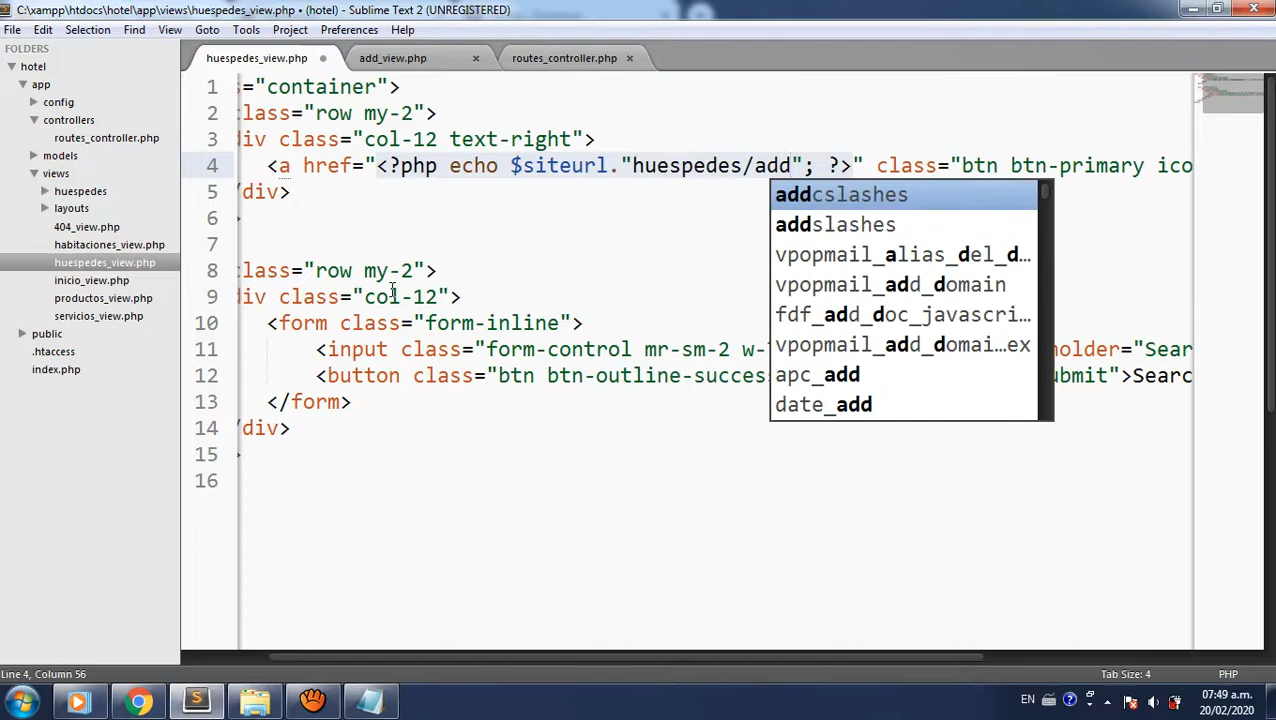 C:\xampp\htdocs\hotel\app\views\huespedes_view.php • (hotel) - Sublime Text 2 (UNREGISTERED)
File Edit Selection Find View Goto Tools Project Preferences Help
FOLDERS
hotel
app
config
controllers
routes_controller.php
models
views
huespedes
layouts
404_view.php
habitaciones_view.php
huespedes_view.php
inicio_view.php
productos_view.php
servicios_view.php
public
.htaccess
index.php
huespedes_view.php add_view.php routes_controller.php
1 s="container">
2 class="row my-2">
3 div class="col-12 text-right">
4 <a href="<?php echo $siteurl."huespedes/add"; ?>" class="btn btn-primary ico
5 /div>
6 >
7
8 class="row my-2">
9 div class="col-12">
10 <form class="form-inline">
11 <input class="form-control mr-sm-2 w- holder="Sear
12 <button class="btn btn-outline-succes ubmit">Searc
13 </form>
14 /div>
15 >
16
addcslashes
addslashes
vpopmail_alias_del_d...
vpopmail_add_domain
fdf_add_doc_javascri...
vpopmail_add_domai...ex
apc_add
date_add
Line 4, Column 56 Tab Size: 4 PHP
EN 07:49 a.m.
20/02/2020